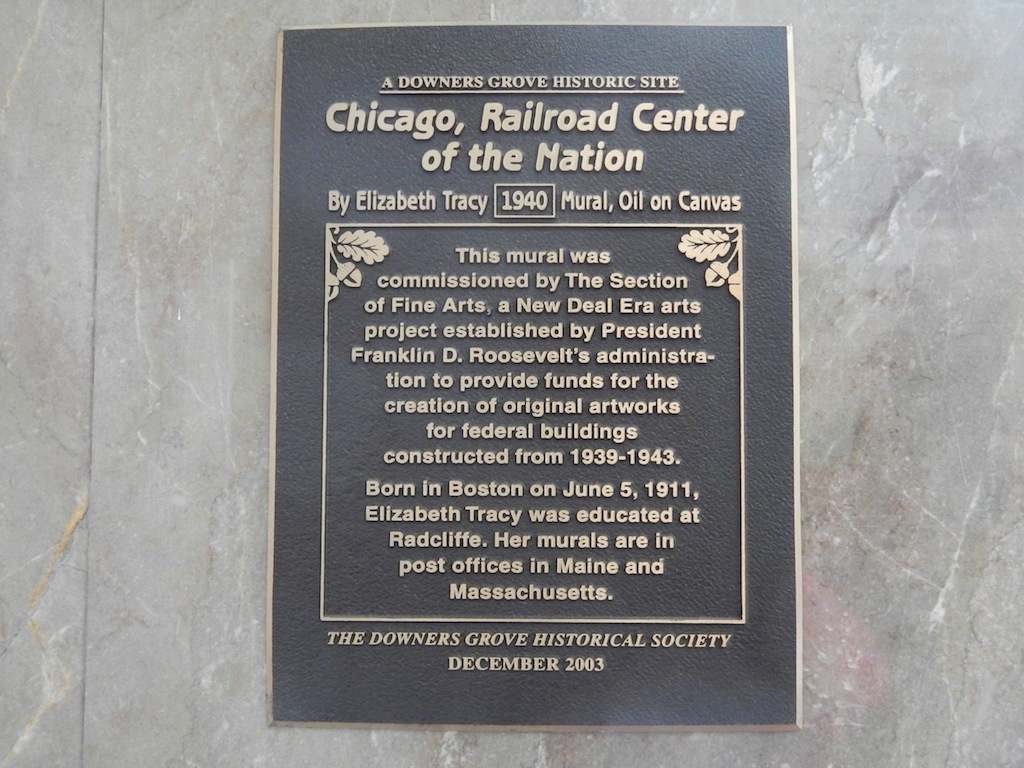 A DOWNERS GROVE HISTORIC SITE
Chicago, Railroad Center
of the Nation
By Elizabeth Tracy 1940 Mural, Oil on Canvas
This mural was
commissioned by The Section
of Fine Arts, a New Deal Era arts
project established by President
Franklin D. Roosevelt's administra-
tion to provide funds for the
creation of original artworks
for federal buildings
constructed from 1939-1943.
Born in Boston on June 5, 1911,
Elizabeth Tracy was educated at
Radcliffe. Her murals are in
post offices in Maine and
Massachusetts.
THE DOWNERS GROVE HISTORICAL SOCIETY
DECEMBER 2003